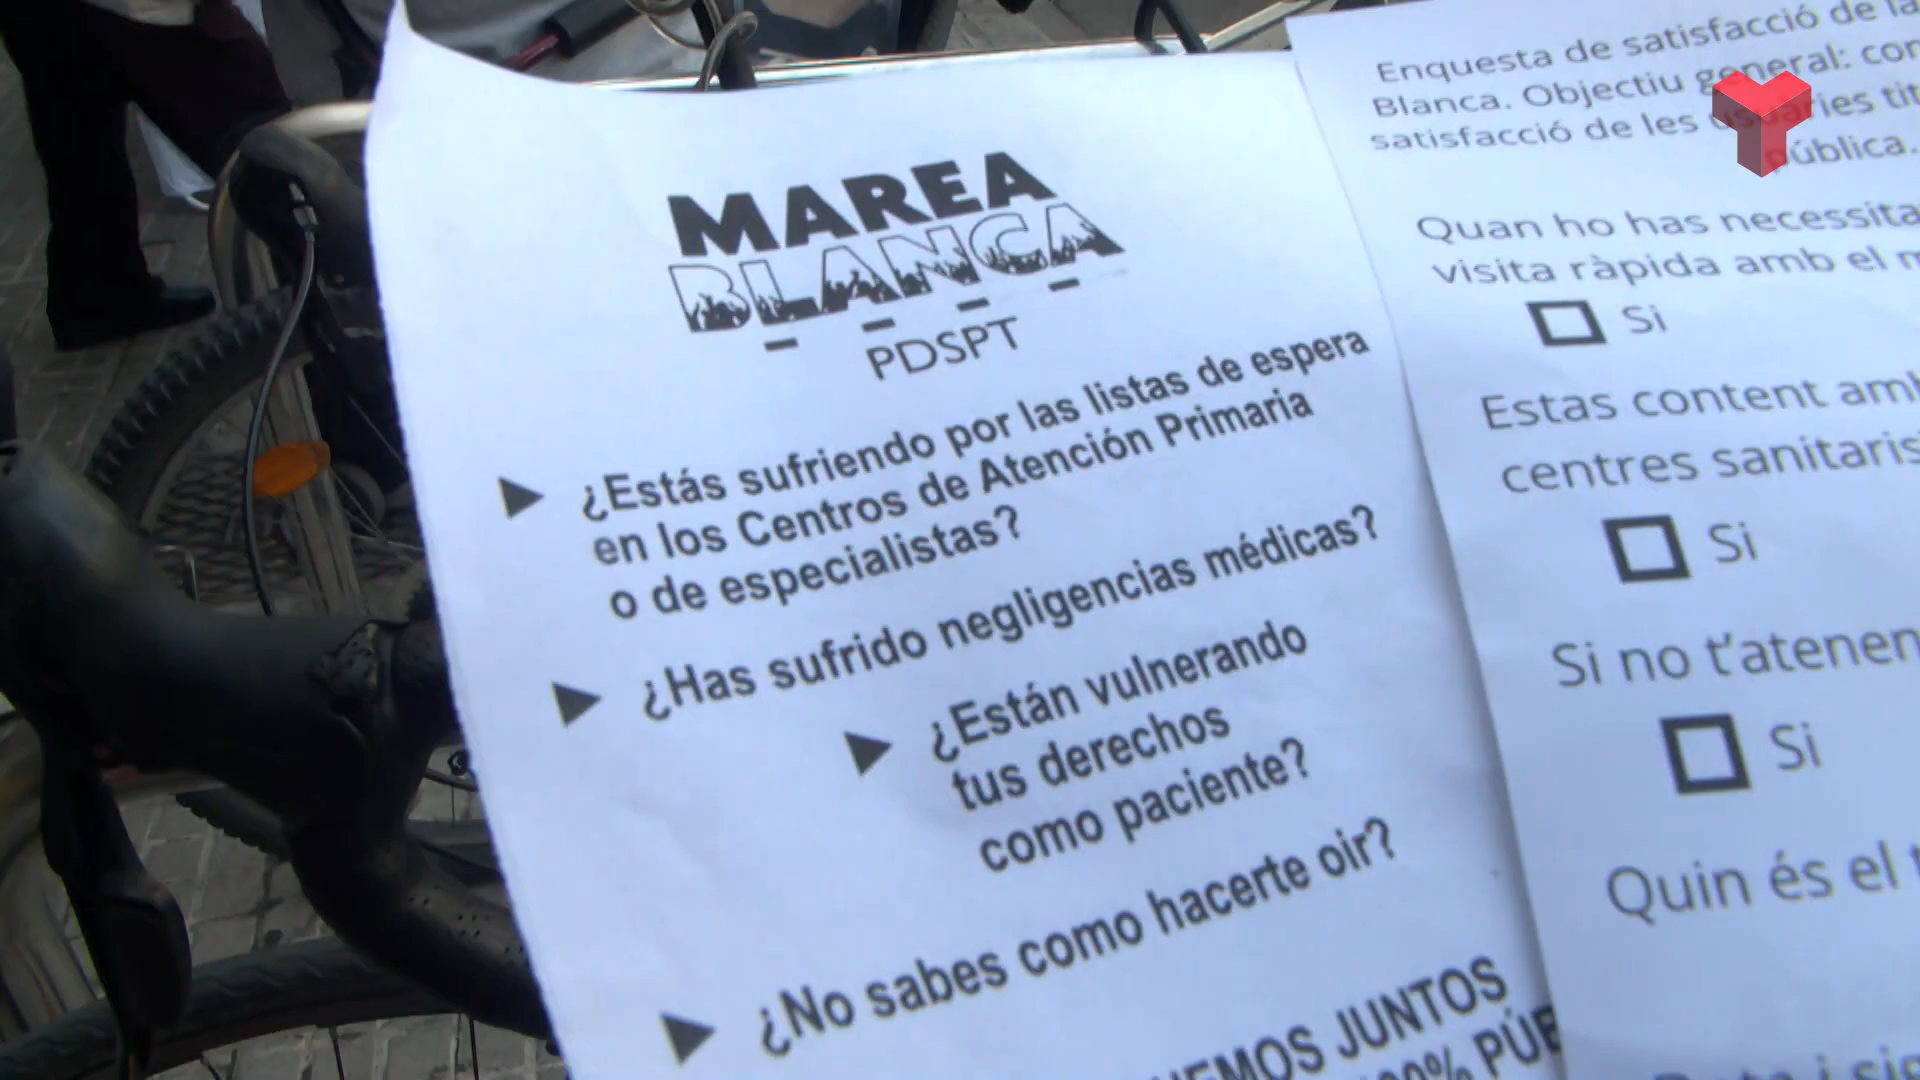 MAREA
BLANCA
PDSPT
¿Estás sufriendo por las listas de espera
en los Centros de Atención Primaria
o de especialistas?
¿Has sufrido negligencias médicas?
¿Están vulnerando
tus derechos
como paciente?
¿No sabes como hacerte oir?
JUNTOS
Enquesta de satisfacció de la
Blanca. Objectiu general:
satisfacció de les
pública.
Quan ho has
visita ràpida amb el
Si
Estas content
centres sanitaris
Si
Si no
Si
Quin és el